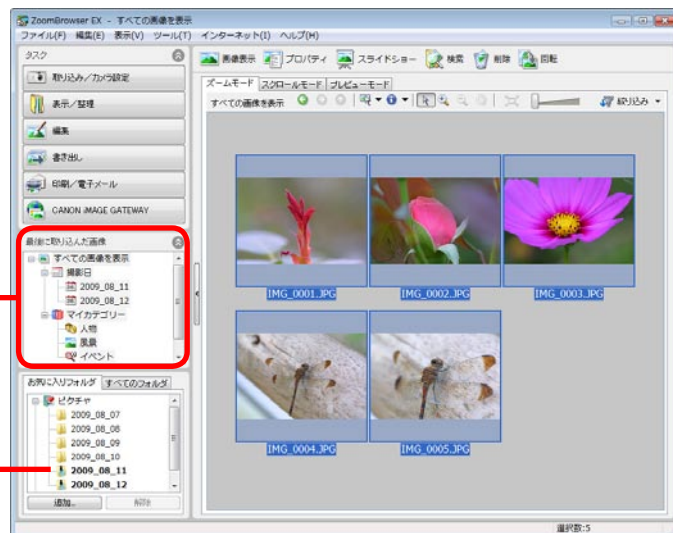 ZoomBrowser EX - すべての画像を表示
ファイル(F) 編集(E) 表示(V) ツール(T) インターネット(I) ヘルプ(H)
タスク
取り込み／カメラ設定
表示／整理
編集
書き出し
印刷／電子メール
CANON iMAGE GATEWAY
最後に取り込んだ画像
すべての画像を表示
撮影日
2009_08_11
2009_08_12
マイカテゴリー
人物
風景
イベント
お気に入りフォルダ すべてのフォルダ
ピクチャ
2009_08_07
2009_08_08
2009_08_09
2009_08_10
2009_08_11
2009_08_12
追加... 解除
画像表示 プロパティ スライドショー 検索 削除 回転
ズームモード スクロールモード プレビューモード
すべての画像を表示 絞り込み
IMG_0001.JPG IMG_0002.JPG IMG_0003.JPG
IMG_0004.JPG IMG_0005.JPG
選択数:5